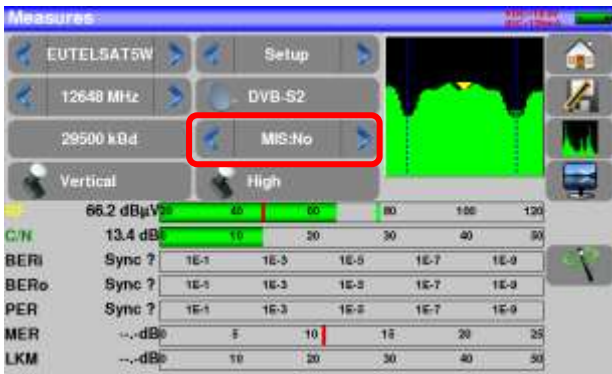 Measures
EUTELSAT5W Setup
12648 MHz DVB-S2
29500 kBd MIS:No
Vertical High
66.2 dBµV 20 40 60 80 100 120
C/N 13.4 dB 0 10 20 30 40 50
BERi Sync ? 1E-1 1E-3 1E-5 1E-7 1E-9
BERo Sync ? 1E-1 1E-3 1E-5 1E-7 1E-9
PER Sync ? 1E-1 1E-3 1E-5 1E-7 1E-9
MER --.-dB 0 5 10 15 20 25
LKM --.-dB 0 10 20 30 40 50